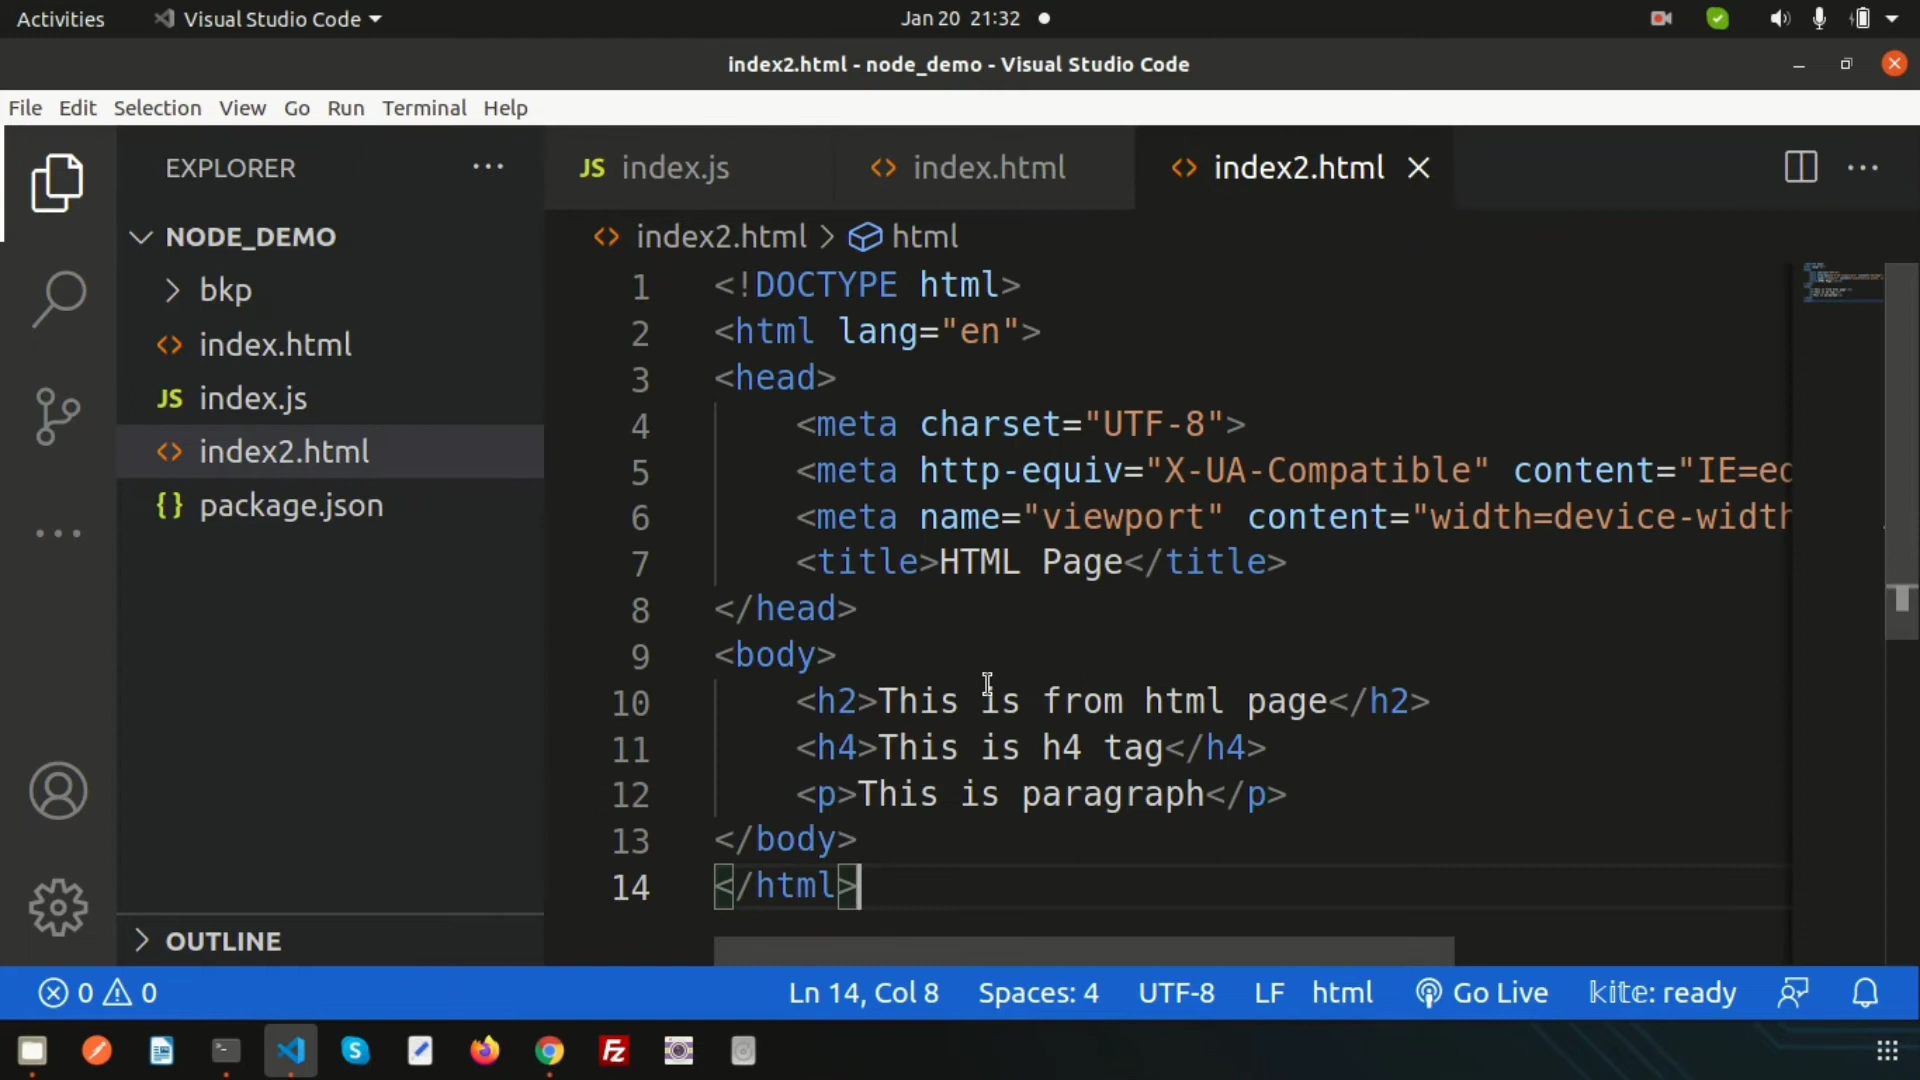 Activities Visual Studio Code Jan 20 21:32
index2.html - node_demo - Visual Studio Code
File Edit Selection View Go Run Terminal Help
EXPLORER
NODE_DEMO
bkp
index.html
JS index.js
index2.html
{} package.json
OUTLINE
JS index.js <> index.html <> index2.html
<> index2.html > html
1 <!DOCTYPE html>
2 <html lang="en">
3 <head>
4 <meta charset="UTF-8">
5 <meta http-equiv="X-UA-Compatible" content="IE=ed
6 <meta name="viewport" content="width=device-width
7 <title>HTML Page</title>
8 </head>
9 <body>
10 <h2>This is from html page</h2>
11 <h4>This is h4 tag</h4>
12 <p>This is paragraph</p>
13 </body>
14 </html>
0 0 Ln 14, Col 8 Spaces: 4 UTF-8 LF html Go Live kite: ready
Fz